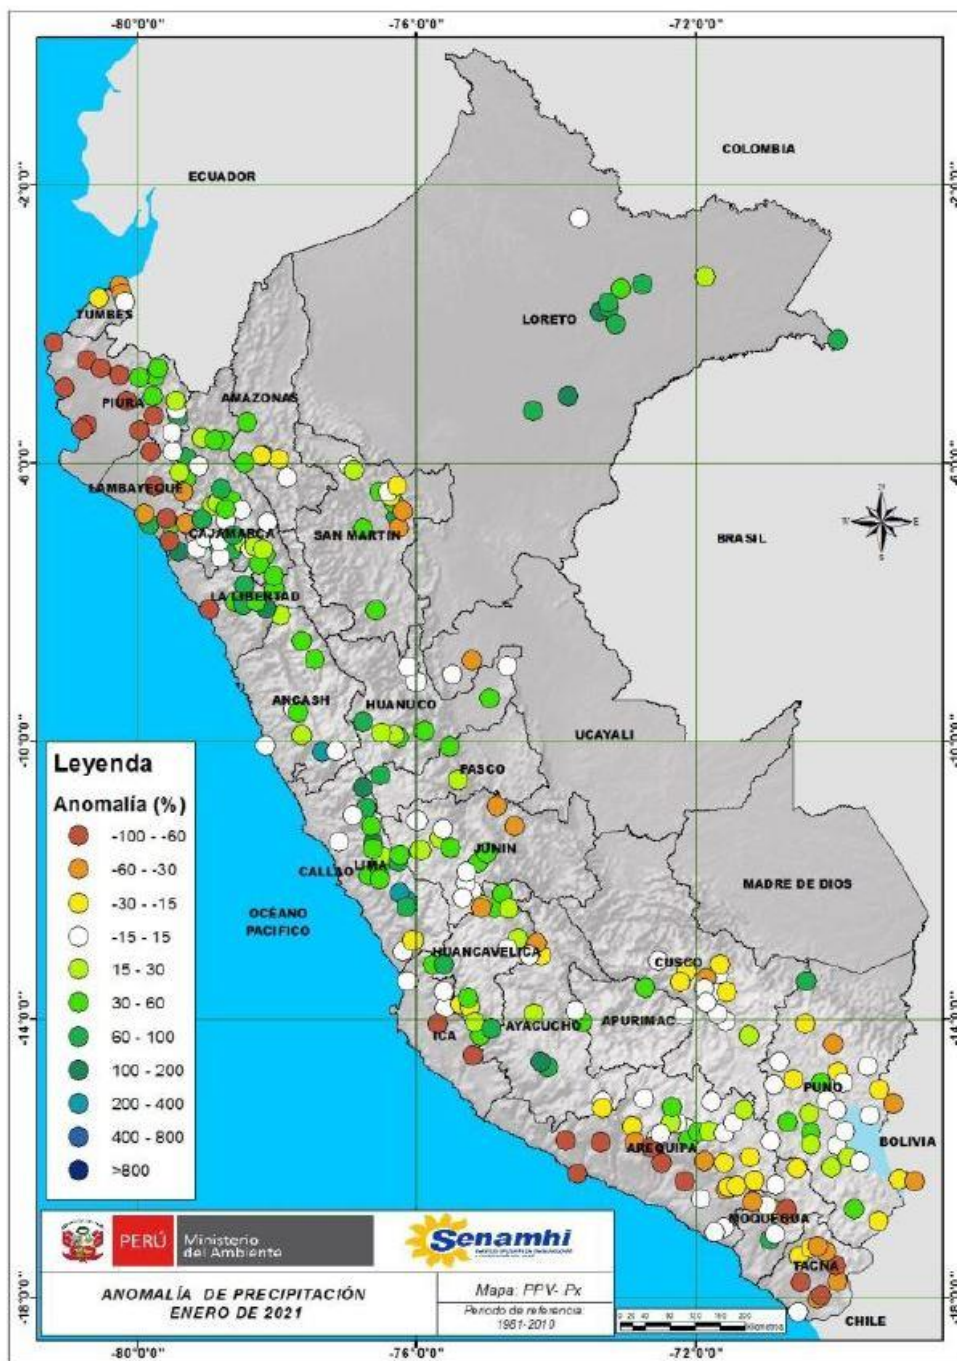 -80°0'0" -76°0'0" -72°0'0"
-2°0'0" -2°0'0"
COLOMBIA
ECUADOR
TUMBES
LORETO
PIURA
AMAZONAS
-6°0'0" -6°0'0"
LAMBAYEQUE
CAJAMARCA
SAN MARTIN
BRASIL
N
W E
S
LA LIBERTAD
ANCASH
HUANUCO
UCAYALI
-10°0'0" -10°0'0"
PASCO
JUNIN
LIMA
CALLAO
MADRE DE DIOS
OCÉANO
PACIFICO
HUANCAVELICA
CUSCO
-14°0'0" -14°0'0"
ICA
AYACUCHO
APURIMAC
PUNO
AREQUIPA
BOLIVIA
MOQUEGUA
TACNA
-18°0'0" -18°0'0"
CHILE
Leyenda
Anomalía (%)
-100 - -60
-60 - -30
-30 - -15
-15 - 15
15 - 30
30 - 60
60 - 100
100 - 200
200 - 400
400 - 800
>800
PERÚ
Ministerio
del Ambiente
Senamhi
ANOMALÍA DE PRECIPITACIÓN
ENERO DE 2021
Mapa: PPV- Px
Periodo de referencia:
1981-2010
-80°0'0" -76°0'0" -72°0'0"